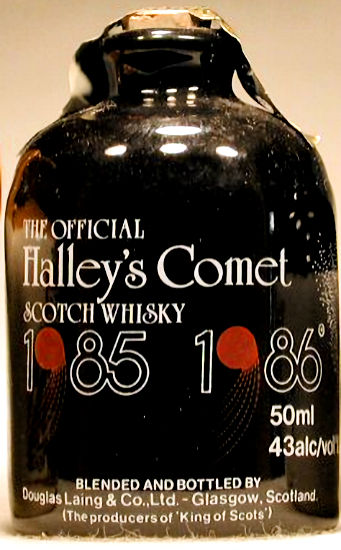 THE OFFICIAL
Halley's Comet
SCOTCH WHISKY
1985 1986
50ml
43alc/vol
BLENDED AND BOTTLED BY
Douglas Laing & Co., Ltd. - Glasgow, Scotland.
(The producers of 'King of Scots')